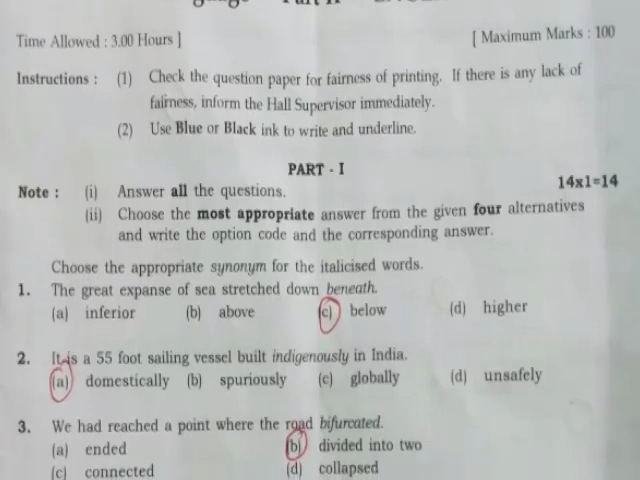 Time Allowed : 3.00 Hours ] [ Maximum Marks : 100
Instructions : (1) Check the question paper for fairness of printing. If there is any lack of
fairness, inform the Hall Supervisor immediately.
(2) Use Blue or Black ink to write and underline.
PART - I
14x1=14
Note : (i) Answer all the questions.
(ii) Choose the most appropriate answer from the given four alternatives
and write the option code and the corresponding answer.
Choose the appropriate synonym for the italicised words.
1. The great expanse of sea stretched down beneath.
(a) inferior (b) above (c) below (d) higher
2. It is a 55 foot sailing vessel built indigenously in India.
(a) domestically (b) spuriously (c) globally (d) unsafely
3. We had reached a point where the road bifurcated.
(a) ended (b) divided into two
(c) connected (d) collapsed